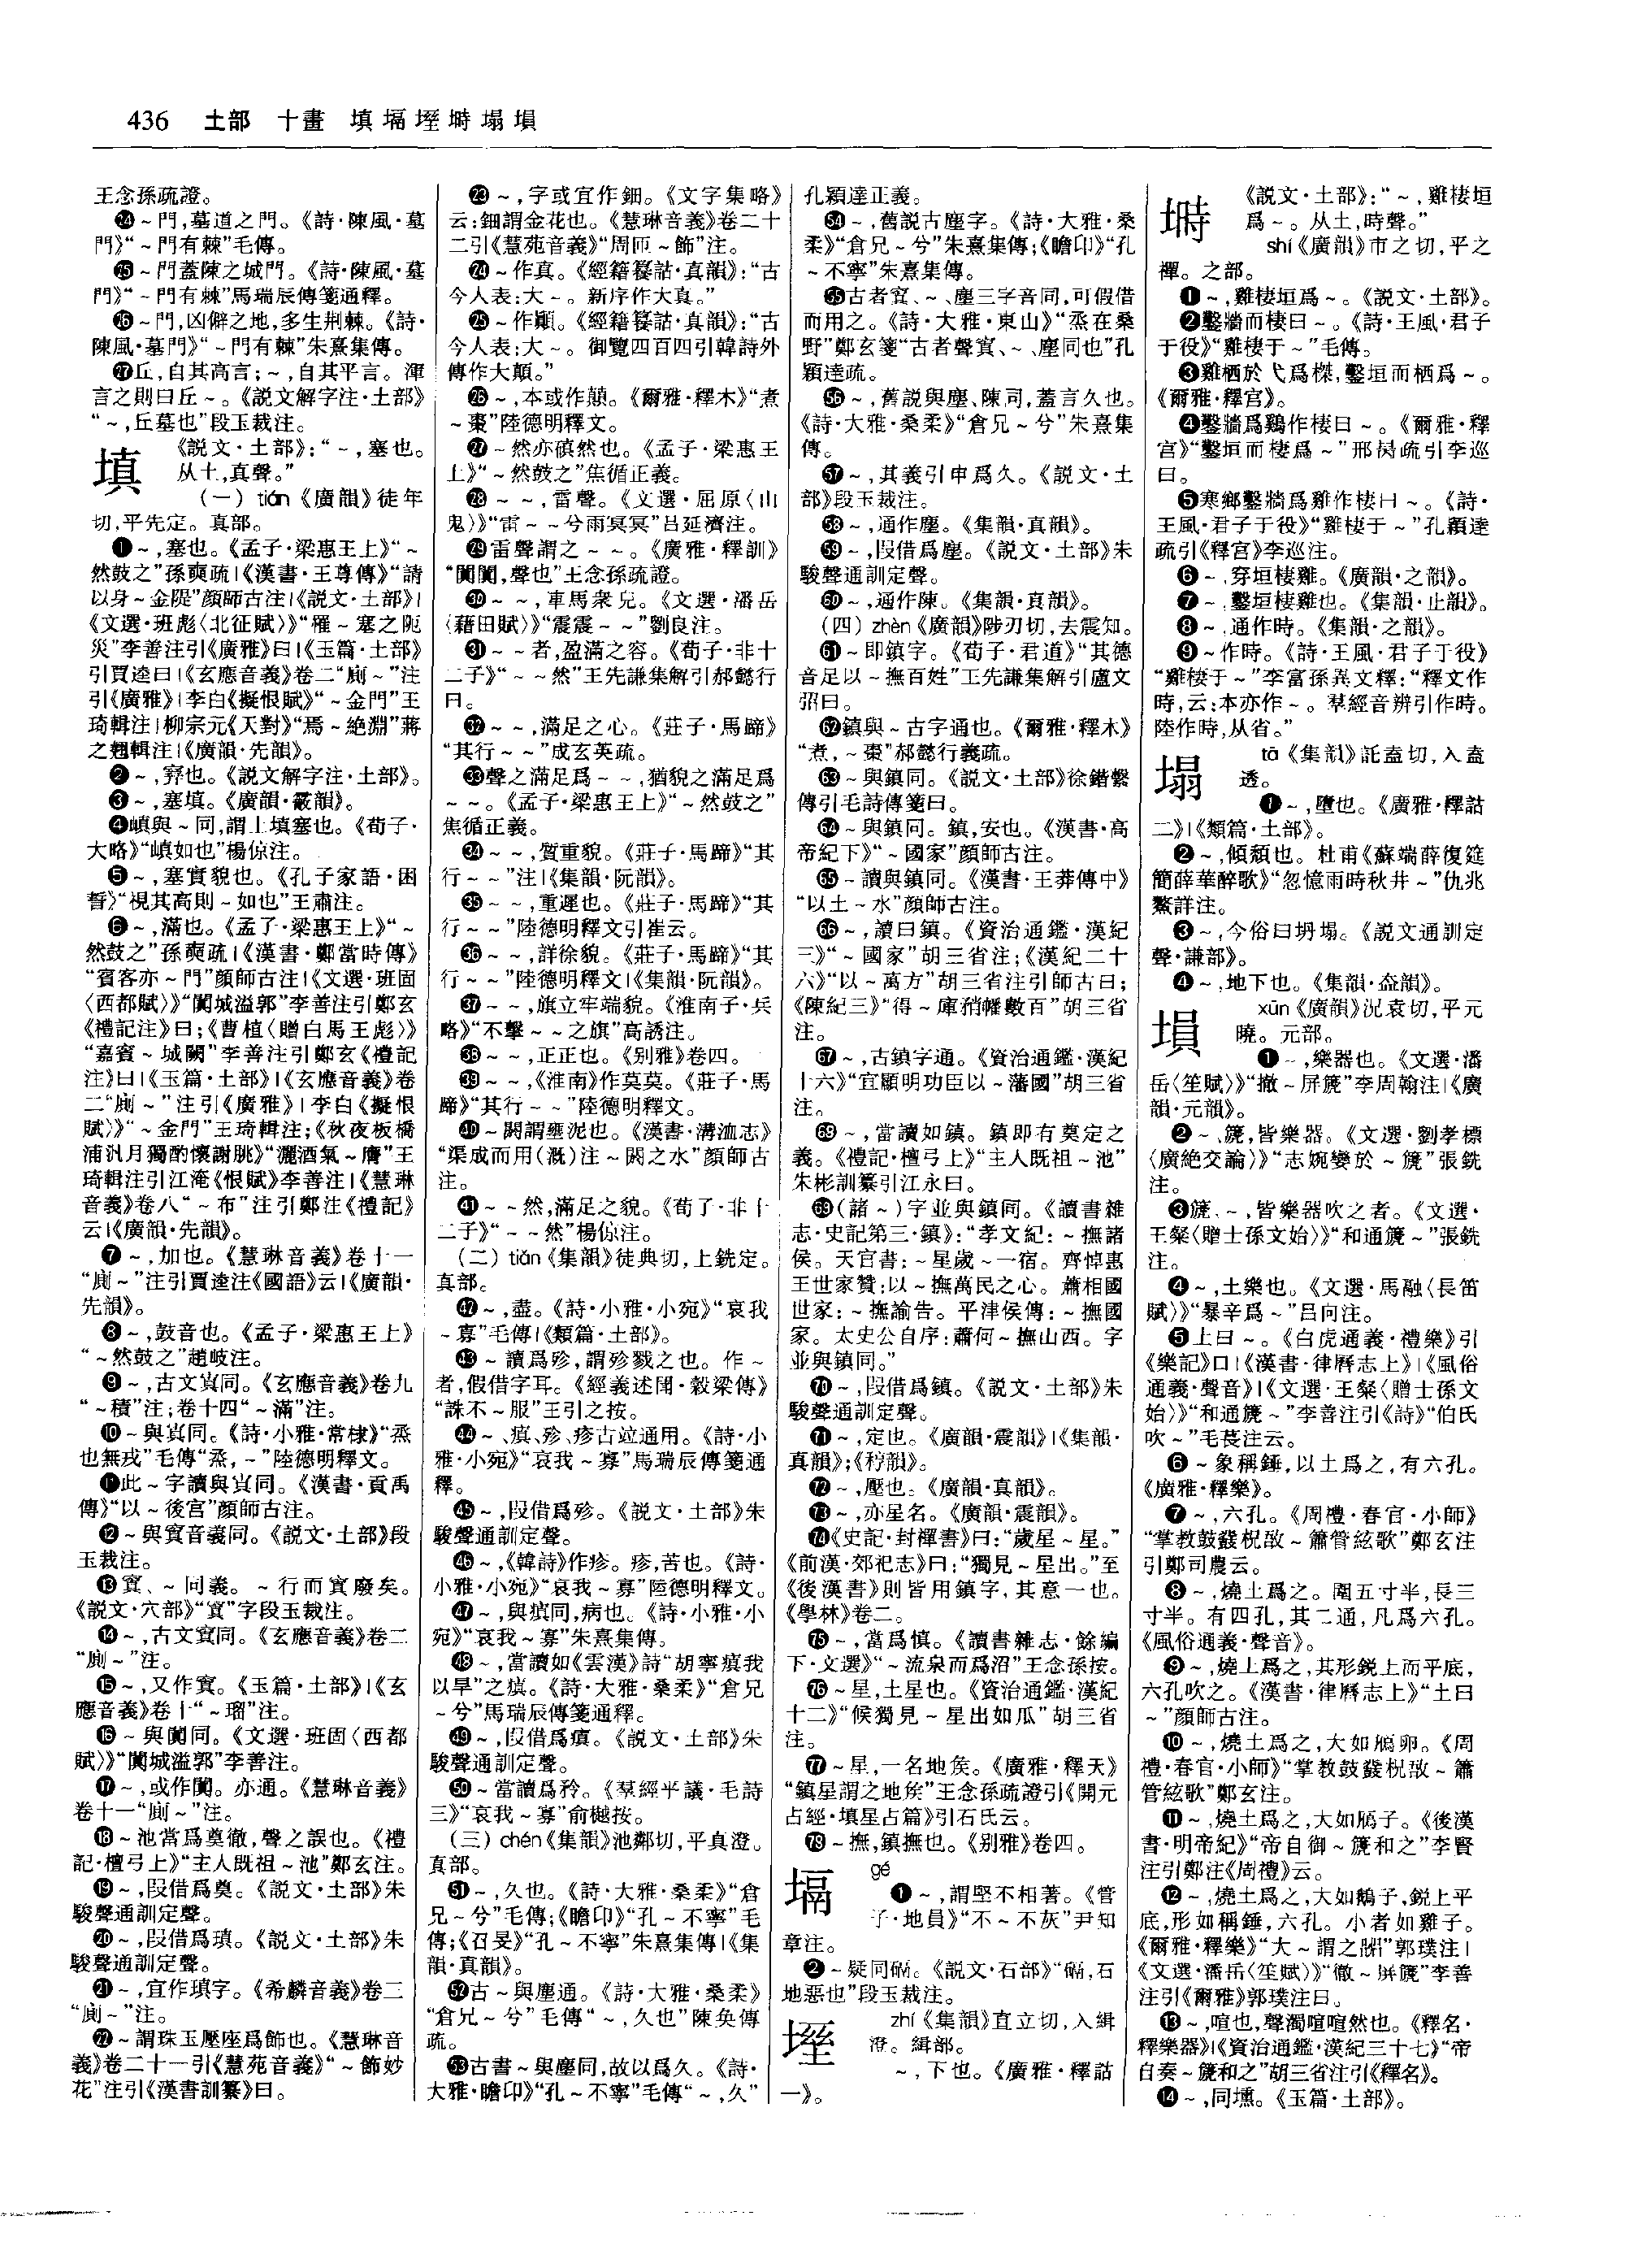 436　土部　十畫　填塥墭塒塌塤
王念孫疏證。
㉔～門,墓道之門。《詩·陳風·墓
門》“～門有棘”毛傳。
㉕～門蓋陳之城門。《詩·陳風·墓
門》“～門有棘”馬瑞辰傳箋通釋。
㉖～門,凶僻之地,多生荆棘。《詩·
陳風·墓門》“～門有棘”朱熹集傳。
㉗丘,自其高言;～,自其平言。渾
言之則曰丘～。《説文解字注·土部》
“～,丘墓也”段玉裁注。
填
《説文·土部》:“～,塞也。
从土,真聲。”
(一) tián《廣韻》徒年
切,平先定。真部。
❶～,塞也。《孟子·梁惠王上》“～
然鼓之”孫奭疏|《漢書·王尊傳》“請
以身～金隄”顔師古注|《説文·土部》|
《文選·班彪〈北征賦〉》“罹～塞之阨
災”李善注引《廣雅》曰|《玉篇·土部》
引賈逵曰|《玄應音義》卷二“廁～”注
引《廣雅》|李白《擬恨賦》“～金門”王
琦輯注|柳宗元《天對》“焉～絶淵”蔣
之翹輯注|《廣韻·先韻》。
❷～,窒也。《説文解字注·土部》。
❸～,塞填。《廣韻·霰韻》。
❹嵮與～同,謂土填塞也。《荀子·
大略》“嵮如也”楊倞注。
❺～,塞實貌也。《孔子家語·困
誓》“視其高則～如也”王肅注。
❻～,滿也。《孟子·梁惠王上》“～
然鼓之”孫奭疏|《漢書·鄭當時傳》
“賓客亦～門”顔師古注|《文選·班固
〈西都賦〉》“闐城溢郭”李善注引鄭玄
《禮記注》曰;《曹植〈贈白馬王彪〉》
“嘉賓～城闕”李善注引鄭玄《禮記
注》曰|《玉篇·土部》|《玄應音義》卷
二“廁～”注引《廣雅》|李白《擬恨
賦》“～金門”王琦輯注;《秋夜板橋
浦汎月獨酌懷謝朓》“灑酒氣～膺”王
琦輯注引江淹《恨賦》李善注|《慧琳
音義》卷八“～布”注引鄭注《禮記》
云|《廣韻·先韻》。
❼～,加也。《慧琳音義》卷十一
“廁～”注引賈逵注《國語》云|《廣韻·
先韻》。
❽～,鼓音也。《孟子·梁惠王上》
“～然鼓之”趙岐注。
❾～,古文寘同。《玄應音義》卷九
“～積”注;卷十四“～滿”注。
❿～與寘同。《詩·小雅·常棣》“烝
也無戎”毛傳“烝,～”陸德明釋文。
⓫此～字讀與寘同。《漢書·貢禹
傳》“以～後宫”顔師古注。
⓬～與窴音義同。《説文·土部》段
玉裁注。
⓭窴、～同義。～行而窴廢矣。
《説文·穴部》“窴”字段玉裁注。
⓮～,古文窴同。《玄應音義》卷二
“廁～”注。
⓯～,又作窴。《玉篇·土部》|《玄
應音義》卷十“～瑠”注。
⓰～與闐同。《文選·班固〈西都
賦〉》“闐城溢郭”李善注。
⓱～,或作闐。亦通。《慧琳音義》
卷十一“廁～”注。
⓲～池當爲奠徹,聲之誤也。《禮
記·檀弓上》“主人既祖～池”鄭玄注。
⓳～,叚借爲奠。《説文·土部》朱
駿聲通訓定聲。
⓴～,叚借爲瑱。《説文·土部》朱
駿聲通訓定聲。
㉑～,宜作瑱字。《希麟音義》卷三
“廁～”注。
㉒～謂珠玉壓座爲飾也。《慧琳音
義》卷二十一引《慧苑音義》“～飾妙
花”注引《漢書訓纂》曰。
㉓～,字或宜作鈿。《文字集略》
云:鈿謂金花也。《慧琳音義》卷二十
二引《慧苑音義》“周匝～飾”注。
㉔～作真。《經籍籑詁·真韻》:“古
今人表:大～。新序作大真。”
㉕～作顛。《經籍籑詁·真韻》:“古
今人表:大～。御覽四百四引韓詩外
傳作大顛。”
㉖～,本或作顛。《爾雅·釋木》“煮
～棗”陸德明釋文。
㉗～然亦磌然也。《孟子·梁惠王
上》“～然鼓之”焦循正義。
㉘～～,雷聲。《文選·屈原〈山
鬼〉》“雷～～兮雨冥冥”吕延濟注。
㉙雷聲謂之～～。《廣雅·釋訓》
“闐闐,聲也”王念孫疏證。
㉚～～,車馬衆皃。《文選·潘岳
〈藉田賦〉》“震震～～”劉良注。
㉛～～者,盈滿之容。《荀子·非十
二子》“～～然”王先謙集解引郝懿行
曰。
㉜～～,滿足之心。《莊子·馬蹄》
“其行～～”成玄英疏。
㉝聲之滿足爲～～,猶貌之滿足爲
～～。《孟子·梁惠王上》“～然鼓之”
焦循正義。
㉞～～,質重貌。《莊子·馬蹄》“其
行～～”注|《集韻·阮韻》。
㉟～～,重遲也。《莊子·馬蹄》“其
行～～”陸德明釋文引崔云。
㊱～～,詳徐貌。《莊子·馬蹄》“其
行～～”陸德明釋文|《集韻·阮韻》。
㊲～～,旗立牢端貌。《淮南子·兵
略》“不擊～～之旗”高誘注。
㊳～～,正正也。《别雅》卷四。
㊴～～,《淮南》作莫莫。《莊子·馬
蹄》“其行～～”陸德明釋文。
㊵～閼謂壅泥也。《漢書·溝洫志》
“渠成而用(溉)注～閼之水”顔師古
注。
㊶～～然,滿足之貌。《荀子·非十
二子》“～～然”楊倞注。
(二) tiǎn《集韻》徒典切,上銑定。
真部。
㊷～,盡。《詩·小雅·小宛》“哀我
～寡”毛傳|《類篇·土部》。
㊸～讀爲殄,謂殄戮之也。作～
者,假借字耳。《經義述聞·穀梁傳》
“誅不～服”王引之按。
㊹～、瘨、殄、疹古竝通用。《詩·小
雅·小宛》“哀我～寡”馬瑞辰傳箋通
釋。
㊺～,叚借爲殄。《説文·土部》朱
駿聲通訓定聲。
㊻～,《韓詩》作疹。疹,苦也。《詩·
小雅·小宛》“哀我～寡”陸德明釋文。
㊼～,與瘨同,病也。《詩·小雅·小
宛》“哀我～寡”朱熹集傳。
㊽～,當讀如《雲漢》詩“胡寧瘨我
以旱”之瘨。《詩·大雅·桑柔》“倉兄
～兮”馬瑞辰傳箋通釋。
㊾～,叚借爲瘨。《説文·土部》朱
駿聲通訓定聲。
㊿～當讀爲矜。《羣經平議·毛詩
三》“哀我～寡”俞樾按。
(三) chén《集韻》池鄰切,平真澄。
真部。
51～,久也。《詩·大雅·桑柔》“倉
兄～兮”毛傳;《瞻卬》“孔～不寧”毛
傳;《召旻》“孔～不寧”朱熹集傳|《集
韻·真韻》。
52古～與塵通。《詩·大雅·桑柔》
“倉兄～兮”毛傳“～,久也”陳奂傳
疏。
53古書～與塵同,故以爲久。《詩·
大雅·瞻卬》“孔～不寧”毛傳“～,久”
孔穎達正義。
54～,舊説古塵字。《詩·大雅·桑
柔》“倉兄～兮”朱熹集傳;《瞻卬》“孔
～不寧”朱熹集傳。
55古者窴、～、塵三字音同,可假借
而用之。《詩·大雅·東山》“烝在桑
野”鄭玄箋“古者聲窴、～、塵同也”孔
穎達疏。
56～,舊説與塵、陳同,蓋言久也。
《詩·大雅·桑柔》“倉兄～兮”朱熹集
傳。
57～,其義引申爲久。《説文·土
部》段玉裁注。
58～,通作塵。《集韻·真韻》。
59～,叚借爲塵。《説文·土部》朱
駿聲通訓定聲。
60～,通作陳。《集韻·真韻》。
(四) zhèn《廣韻》陟刃切,去震知。
61～即鎮字。《荀子·君道》“其德
音足以～撫百姓”王先謙集解引盧文
弨曰。
62鎮與～古字通也。《爾雅·釋木》
“煮,～棗”郝懿行義疏。
63～與鎮同。《説文·土部》徐鍇繫
傳引毛詩傳箋曰。
64～與鎮同。鎮,安也。《漢書·高
帝紀下》“～國家”顔師古注。
65～讀與鎮同。《漢書·王莽傳中》
“以土～水”顔師古注。
66～,讀曰鎮。《資治通鑑·漢紀
三》“～國家”胡三省注;《漢紀二十
六》“以～萬方”胡三省注引師古曰;
《陳紀三》“得～庫矟幡數百”胡三省
注。
67～,古鎮字通。《資治通鑑·漢紀
十六》“宜顯明功臣以～藩國”胡三省
注。
68～,當讀如鎮。鎮即有奠定之
義。《禮記·檀弓上》“主人既祖～池”
朱彬訓纂引江永曰。
69(諸～)字並與鎮同。《讀書雜
志·史記第三·鎮》:“孝文紀:～撫諸
侯。天官書:～星歲～一宿。齊悼惠
王世家贊:以～撫萬民之心。蕭相國
世家:～撫諭告。平津侯傳:～撫國
家。太史公自序:蕭何～撫山西。字
並與鎮同。”
70～,叚借爲鎮。《説文·土部》朱
駿聲通訓定聲。
71～,定也。《廣韻·震韻》|《集韻·
真韻》;《稕韻》。
72～,壓也。《廣韻·真韻》。
73～,亦星名。《廣韻·震韻》。
74《史記·封禪書》曰:“歲星～星。”
《前漢·郊祀志》曰:“獨見～星出。”至
《後漢書》則皆用鎮字,其意一也。
《學林》卷二。
75～,當爲慎。《讀書雜志·餘編
下·文選》“～流泉而爲沼”王念孫按。
76～星,土星也。《資治通鑑·漢紀
十二》“候獨見～星出如瓜”胡三省
注。
77～星,一名地矦。《廣雅·釋天》
“鎮星謂之地矦”王念孫疏證引《開元
占經·填星占篇》引石氏云。
78～撫,鎮撫也。《别雅》卷四。
塥
gé
❶～,謂堅不相著。《管
子·地員》“不～不灰”尹知
章注。
❷～疑同䃒。《説文·石部》“䃒,石
地惡也”段玉裁注。
zhí《集韻》直立切,入緝
澄。緝部。
～,下也。《廣雅·釋詁
一》。
塒
《説文·土部》:“～,雞棲垣
爲～。从土,時聲。”
shí《廣韻》市之切,平之
禪。之部。
❶～,雞棲垣爲～。《説文·土部》。
❷鑿牆而棲曰～。《詩·王風·君子
于役》“雞棲于～”毛傳。
❸雞栖於弋爲榤,鑿垣而栖爲～。
《爾雅·釋宫》。
❹鑿牆爲鷄作棲曰～。《爾雅·釋
宫》“鑿垣而棲爲～”邢昺疏引李巡
曰。
❺寒鄉鑿牆爲雞作棲曰～。《詩·
王風·君子于役》“雞棲于～”孔穎達
疏引《釋宫》李巡注。
❻～,穿垣棲雞。《廣韻·之韻》。
❼～,鑿垣棲雞也。《集韻·止韻》。
❽～,通作時。《集韻·之韻》。
❾～作時。《詩·王風·君子于役》
“雞棲于～”李富孫異文釋:“釋文作
時,云:本亦作～。羣經音辨引作時。
陸作時,从省。”
塌
tā《集韻》託盍切,入盍
透。
❶～,墮也。《廣雅·釋詁
二》|《類篇·土部》。
❷～,傾頹也。杜甫《蘇端薛復筵
簡薛華醉歌》“忽憶雨時秋井～”仇兆
鰲詳注。
❸～,今俗曰坍塌。《説文通訓定
聲·謙部》。
❹～,地下也。《集韻·盍韻》。
塤
xūn《廣韻》況袁切,平元
曉。元部。
❶～,樂器也。《文選·潘
岳〈笙賦〉》“撤～屏篪”李周翰注|《廣
韻·元韻》。
❷～、篪,皆樂器。《文選·劉孝標
〈廣絶交論〉》“志婉孌於～篪”張銑
注。
❸篪、～,皆樂器吹之者。《文選·
王粲〈贈士孫文始〉》“和通篪～”張銑
注。
❹～,土樂也。《文選·馬融〈長笛
賦〉》“暴辛爲～”吕向注。
❺土曰～。《白虎通義·禮樂》引
《樂記》曰|《漢書·律曆志上》|《風俗
通義·聲音》|《文選·王粲〈贈士孫文
始〉》“和通篪～”李善注引《詩》“伯氏
吹～”毛萇注云。
❻～象稱錘,以土爲之,有六孔。
《廣雅·釋樂》。
❼～,六孔。《周禮·春官·小師》
“掌教鼓鼗柷敔～簫管絃歌”鄭玄注
引鄭司農云。
❽～,燒土爲之。圍五寸半,長三
寸半。有四孔,其二通,凡爲六孔。
《風俗通義·聲音》。
❾～,燒土爲之,其形鋭上而平底,
六孔吹之。《漢書·律曆志上》“土曰
～”顔師古注。
❿～,燒土爲之,大如鴈卵。《周
禮·春官·小師》“掌教鼓鼗柷敔～簫
管絃歌”鄭玄注。
⓫～,燒土爲之,大如鴈子。《後漢
書·明帝紀》“帝自御～篪和之”李賢
注引鄭注《周禮》云。
⓬～,燒土爲之,大如鵝子,鋭上平
底,形如稱錘,六孔。小者如雞子。
《爾雅·釋樂》“大～謂之嘂”郭璞注|
《文選·潘岳〈笙賦〉》“撤～屏篪”李善
注引《爾雅》郭璞注曰。
⓭～,喧也,聲濁喧喧然也。《釋名·
釋樂器》|《資治通鑑·漢紀三十七》“帝
自奏～篪和之”胡三省注引《釋名》。
⓮～,同壎。《玉篇·土部》。